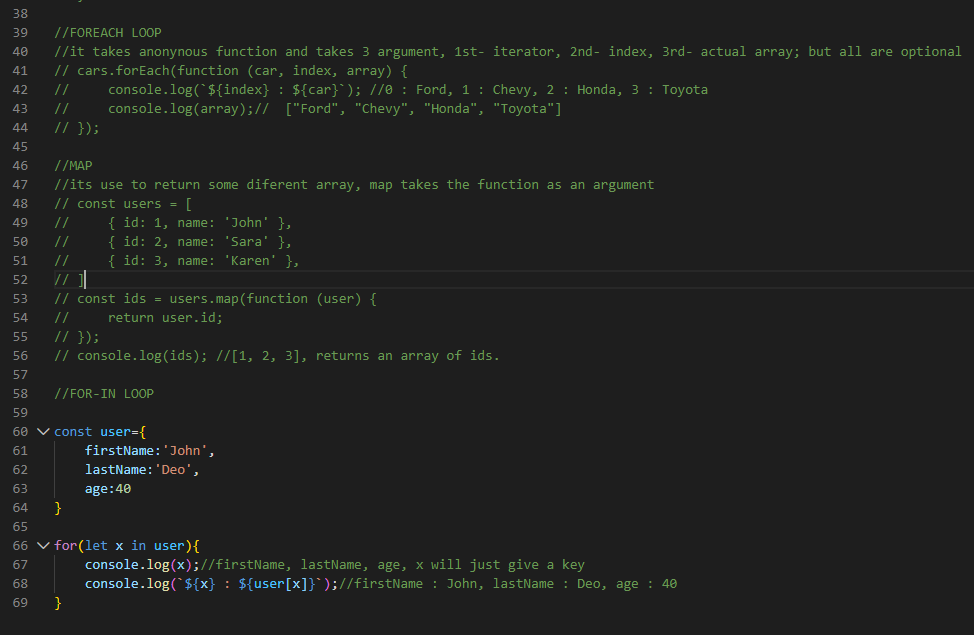 38
39 //FOREACH LOOP
40 //it takes anonynous function and takes 3 argument, 1st- iterator, 2nd- index, 3rd- actual array; but all are optional
41 // cars.forEach(function (car, index, array) {
42 //     console.log(`${index} : ${car}`); //0 : Ford, 1 : Chevy, 2 : Honda, 3 : Toyota
43 //     console.log(array);//  ["Ford", "Chevy", "Honda", "Toyota"]
44 // });
45
46 //MAP
47 //its use to return some diferent array, map takes the function as an argument
48 // const users = [
49 //     { id: 1, name: 'John' },
50 //     { id: 2, name: 'Sara' },
51 //     { id: 3, name: 'Karen' },
52 // ]
53 // const ids = users.map(function (user) {
54 //     return user.id;
55 // });
56 // console.log(ids); //[1, 2, 3], returns an array of ids.
57
58 //FOR-IN LOOP
59
60 const user={
61     firstName:'John',
62     lastName:'Deo',
63     age:40
64 }
65
66 for(let x in user){
67     console.log(x);//firstName, lastName, age, x will just give a key
68     console.log(`${x} : ${user[x]}`);//firstName : John, lastName : Deo, age : 40
69 }